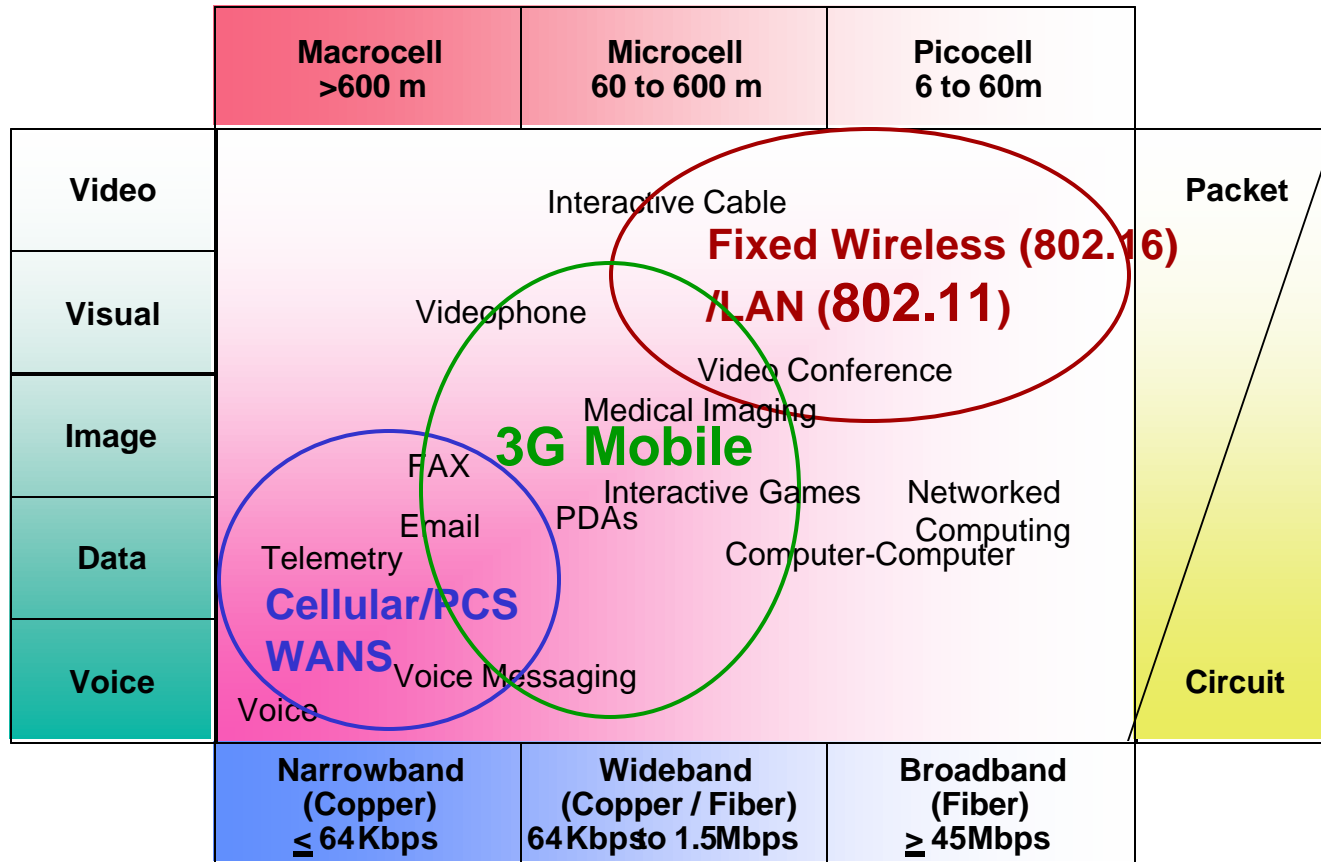 Macrocell
>600 m
Microcell
60 to 600 m
Picocell
6 to 60m
Video
Visual
Image
Data
Voice
Packet
Circuit
Interactive Cable
Fixed Wireless (802.16)
/LAN (802.11)
Videophone
Video Conference
Medical Imaging
3G Mobile
FAX
Interactive Games
Networked
Computing
PDAs
Email
Computer-Computer
Telemetry
Cellular/PCS
WANS
Voice Messaging
Voice
Narrowband
(Copper)
≤ 64Kbps
Wideband
(Copper / Fiber)
64Kbps to 1.5Mbps
Broadband
(Fiber)
≥ 45Mbps